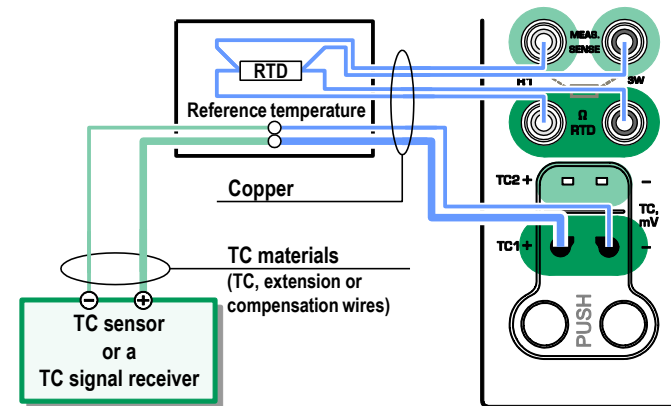 MEAS.
SENSE
RTD
3W
Reference temperature
Ω
RTD
TC2 +
−
Copper
TC,
mV
TC1 +
−
TC materials
(TC, extension or
compensation wires)
− +
PUSH
TC sensor
or a
TC signal receiver